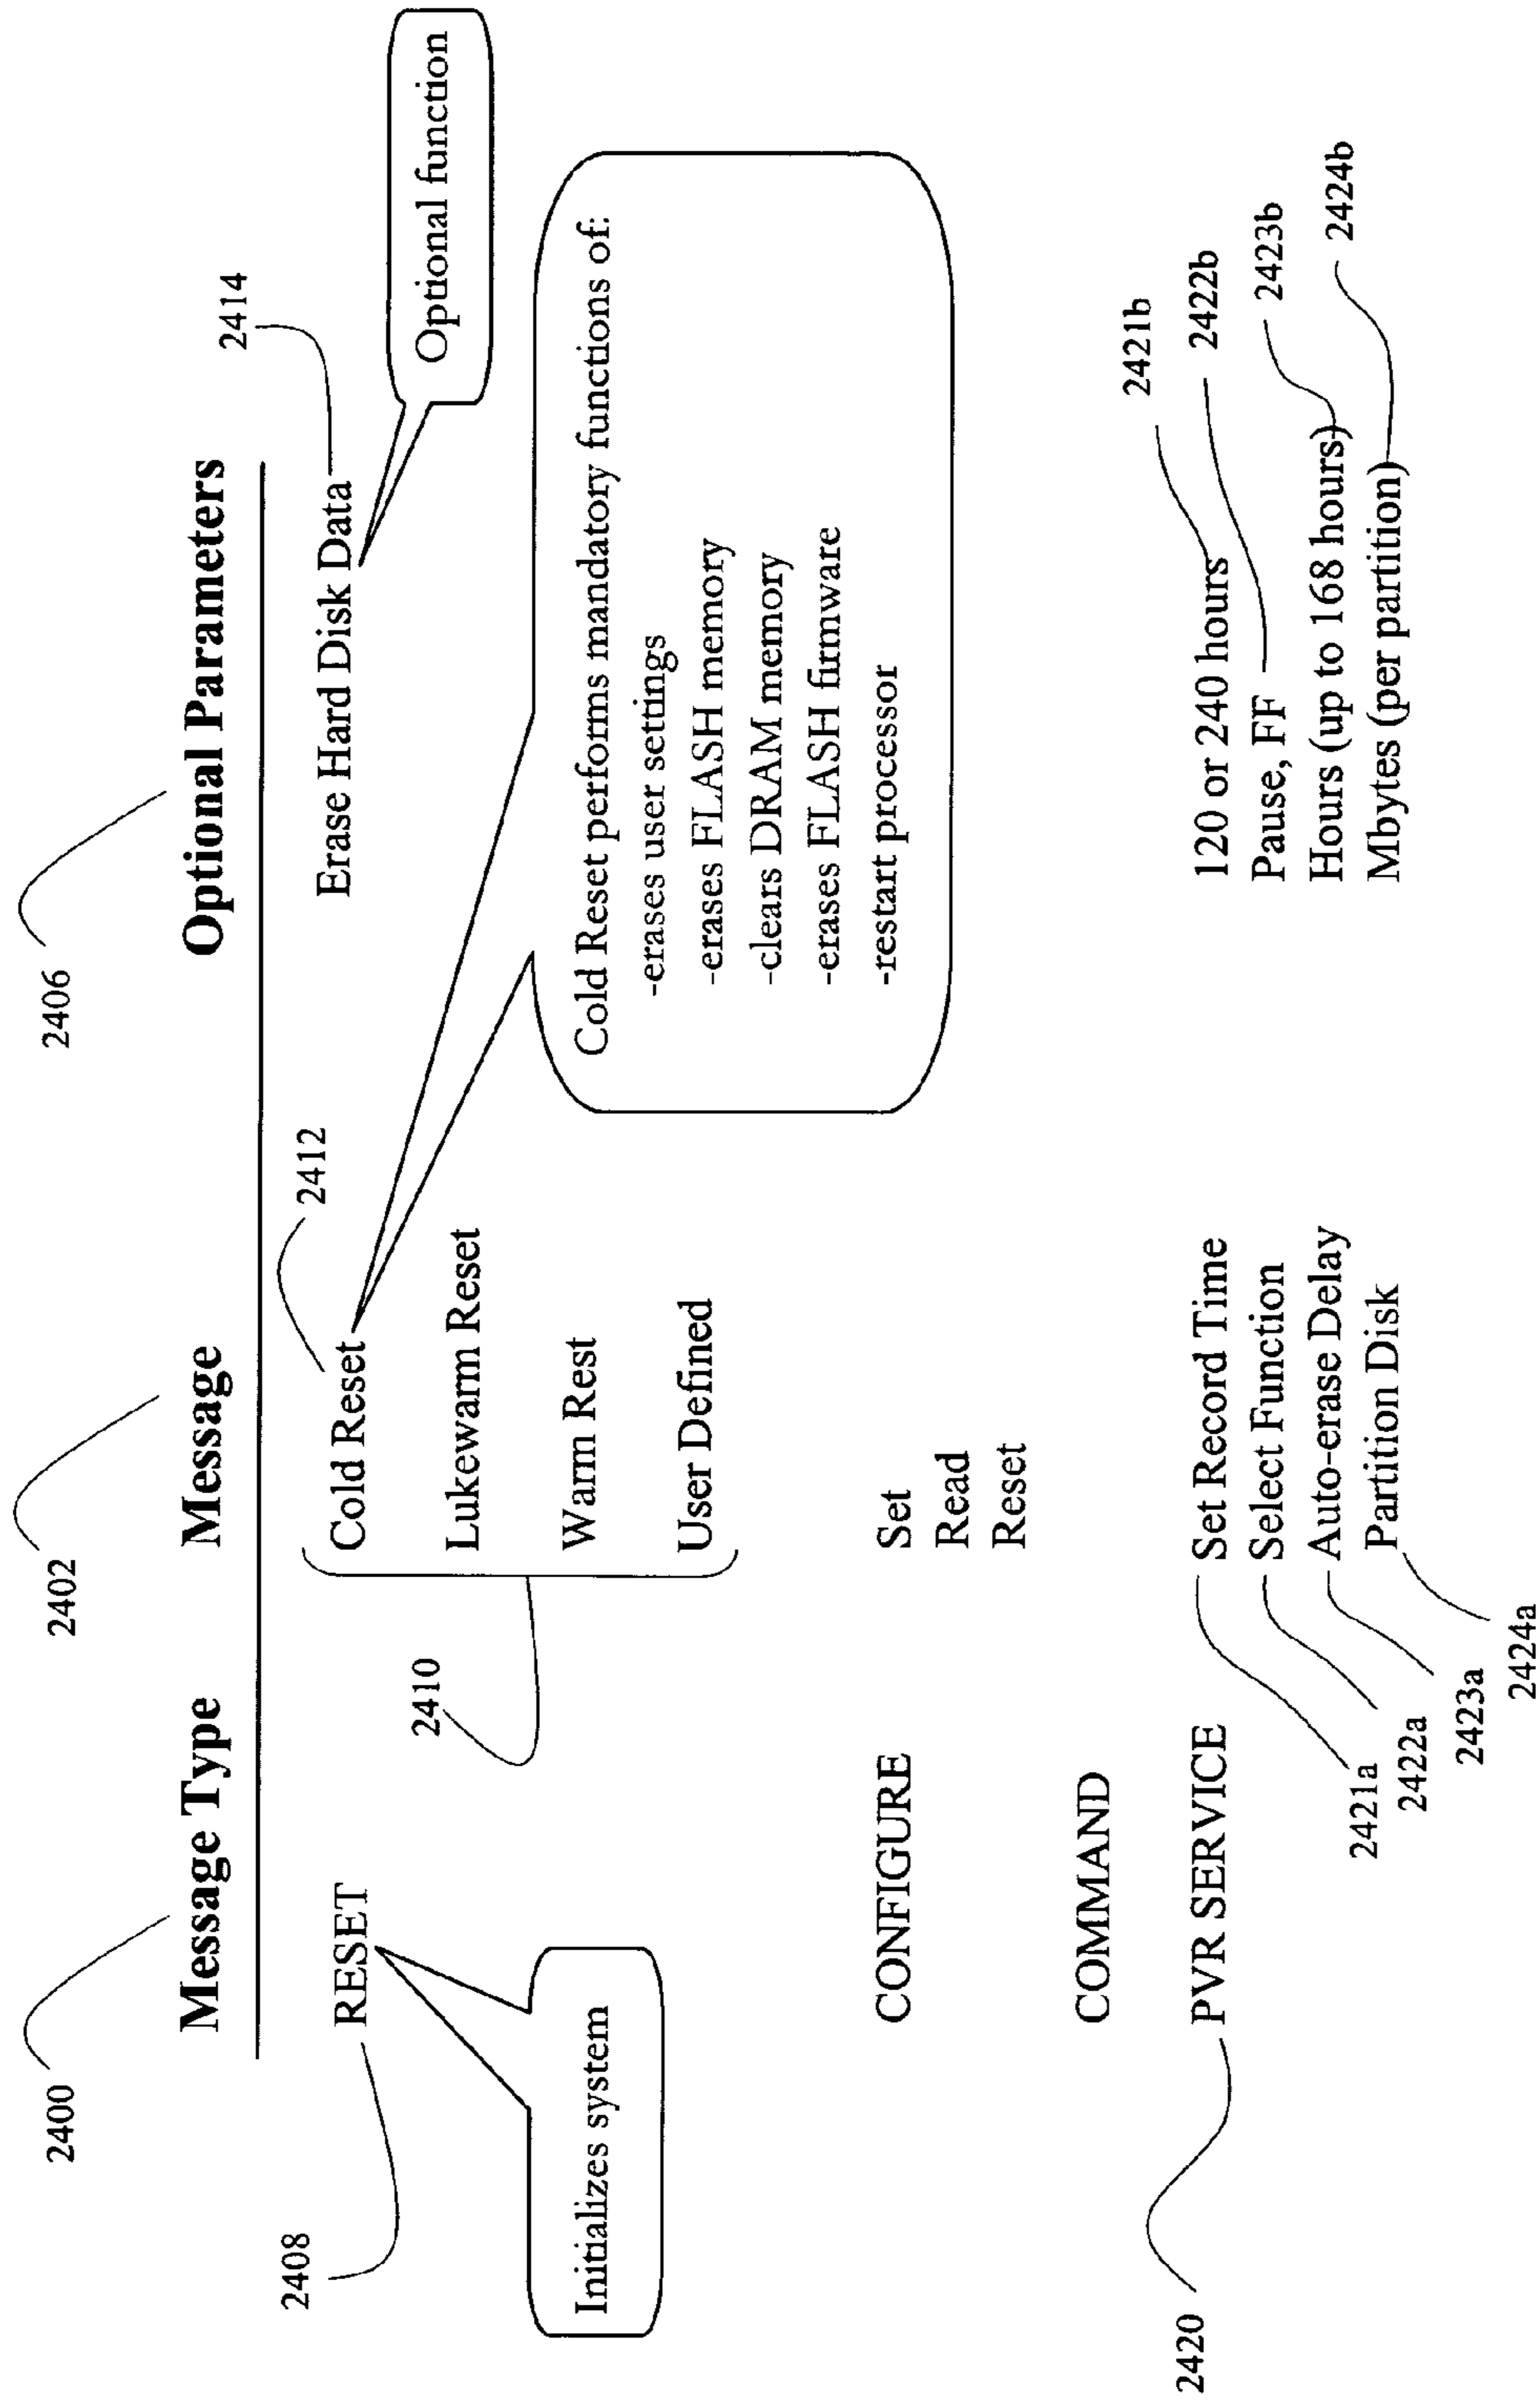 2400
2402
2406
Message Type
Message
Optional Parameters
2408
RESET
2412
Cold Reset
2414
Erase Hard Disk Data
Optional function
2410
Lukewarm Reset
Warm Rest
User Defined
Initializes system
Cold Reset performs mandatory functions of:
-erases user settings
-erases FLASH memory
-clears DRAM memory
-erases FLASH firmware
-restart processor
CONFIGURE
Set
Read
Reset
COMMAND
2420
PVR SERVICE
Set Record Time
120 or 240 hours
2421b
Select Function
Pause, FF
2422b
Auto-erase Delay
Hours (up to 168 hours)
2423b
Partition Disk
Mbytes (per partition)
2424b
2421a
2422a
2423a
2424a